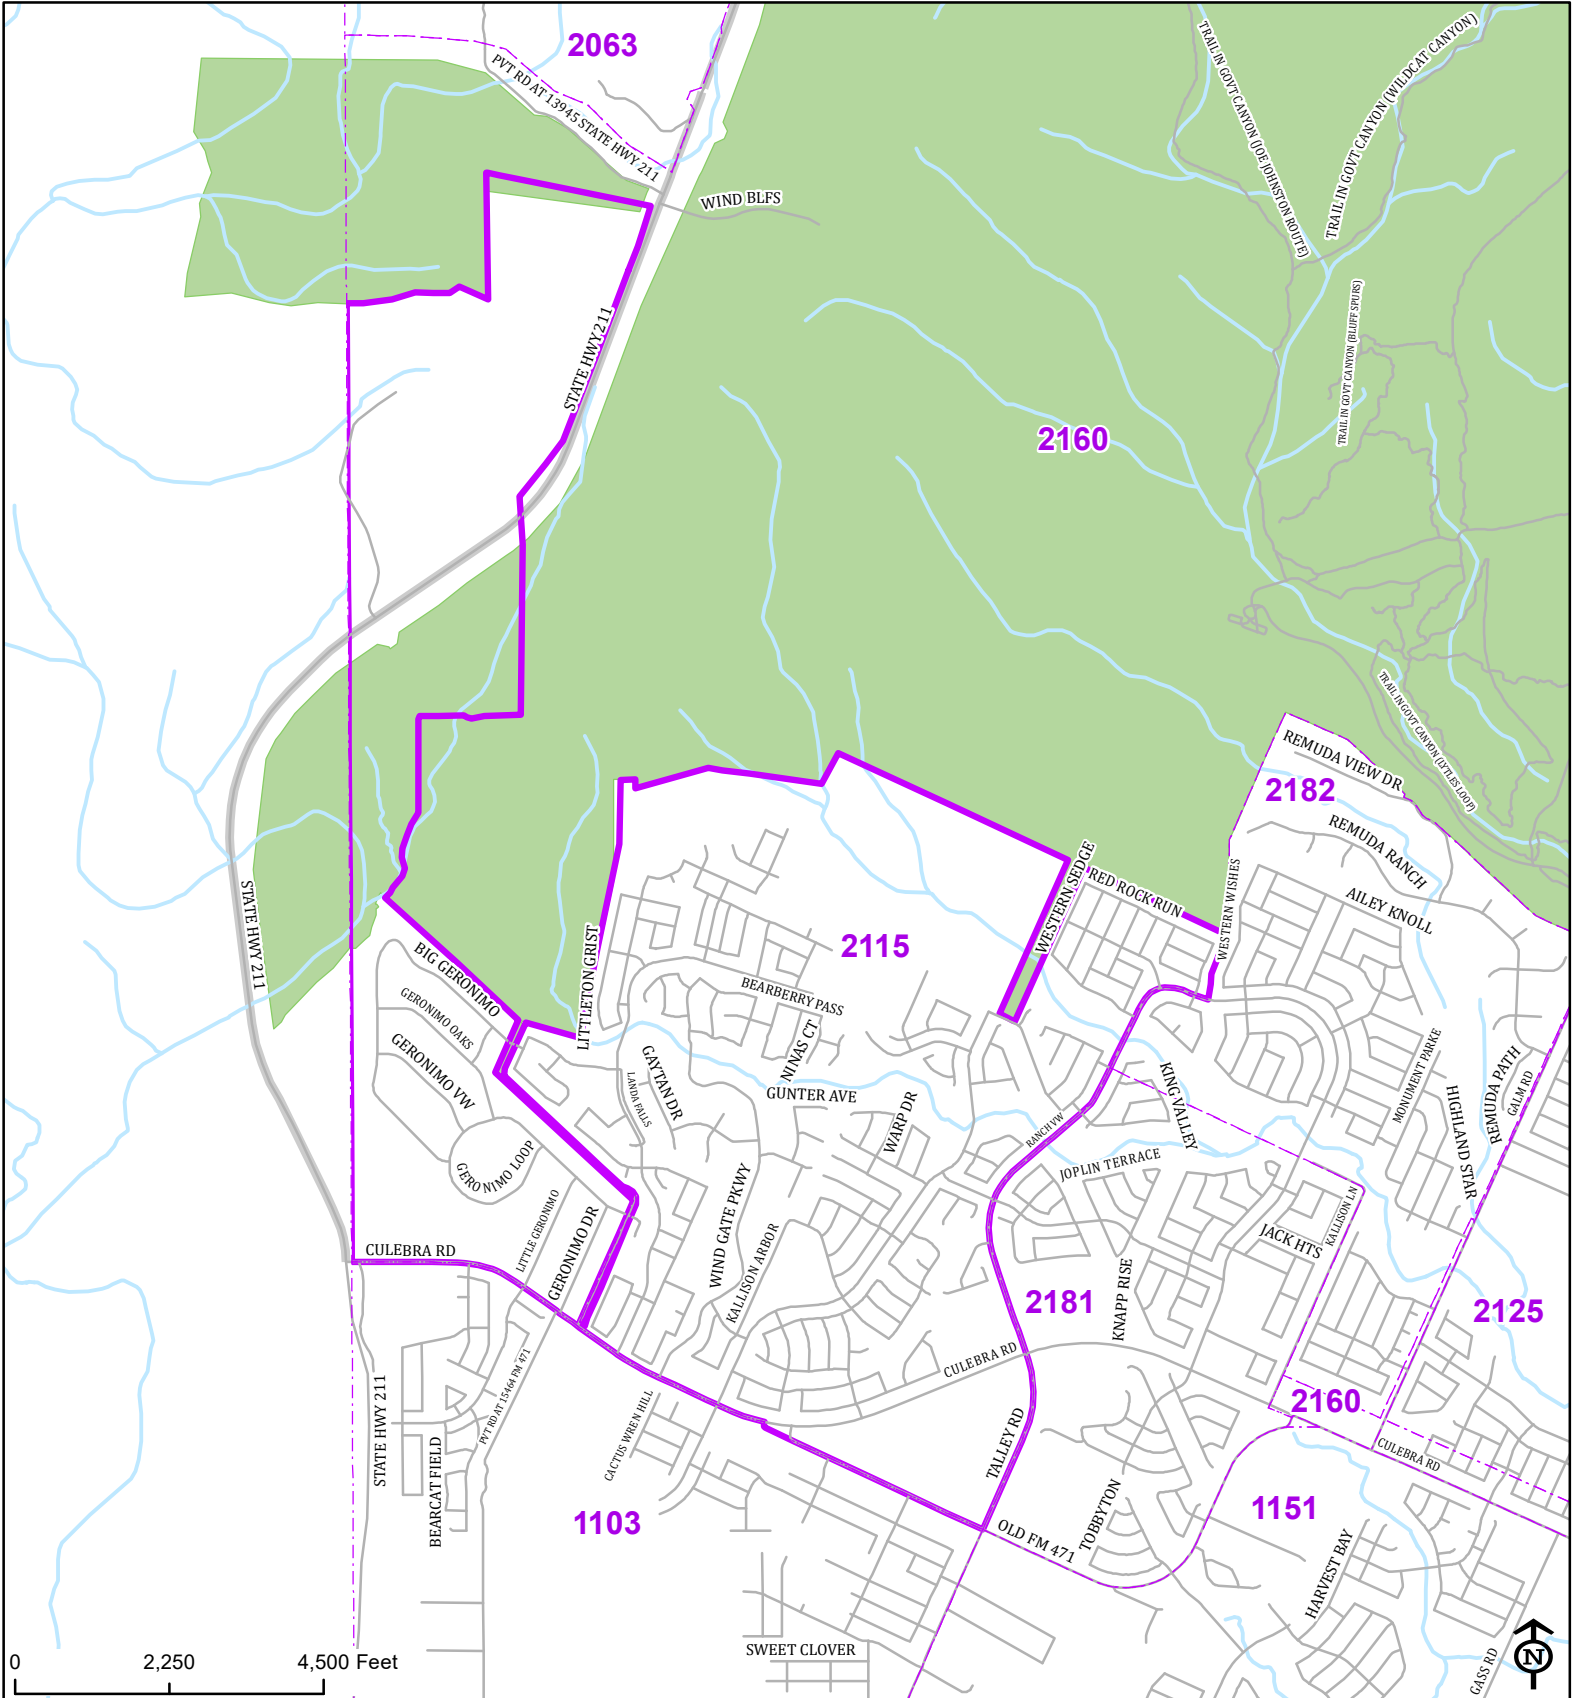 2063
PVT RD AT 13945 STATE HWY 211
WIND BLFS
TRAIL IN GOVT CANYON (JOE JOHNSTON ROUTE)
TRAIL IN GOVT CANYON (WILDCAT CANYON)
TRAIL IN GOVT CANYON (BLUFF SPURS)
STATE HWY 211
2160
TRAIL IN GOVT CANYON (LYTLES LOOP)
REMUDA VIEW DR
2182
REMUDA RANCH
AILEY KNOLL
WESTERN SEDGE
RED ROCK RUN
WESTERN WISHES
STATE HWY 211
BIG GERONIMO
GERONIMO OAKS
GERONIMO VW
LITTLETON GRIST
2115
BEARBERRY PASS
NINAS CT
GAYTAN DR
LANDA FALLS
GUNTER AVE
WARP DR
RANCH VW
KING VALLEY
MONUMENT PARKE
HIGHLAND STAR
REMUDA PATH
GALM RD
GERONIMO LOOP
JOPLIN TERRACE
LITTLE GERONIMO
GERONIMO DR
WIND GATE PKWY
KALLISON ARBOR
KALLISON LN
JACK HTS
CULEBRA RD
KNAPP RISE
2181
2125
CULEBRA RD
PVT RD AT 15464 FM 471
STATE HWY 211
BEARCAT FIELD
CACTUS WREN HILL
TALLEY RD
2160
CULEBRA RD
1103
OLD FM 471
TOBBYTON
1151
HARVEST BAY
SWEET CLOVER
GASS RD
0 2,250 4,500 Feet
N